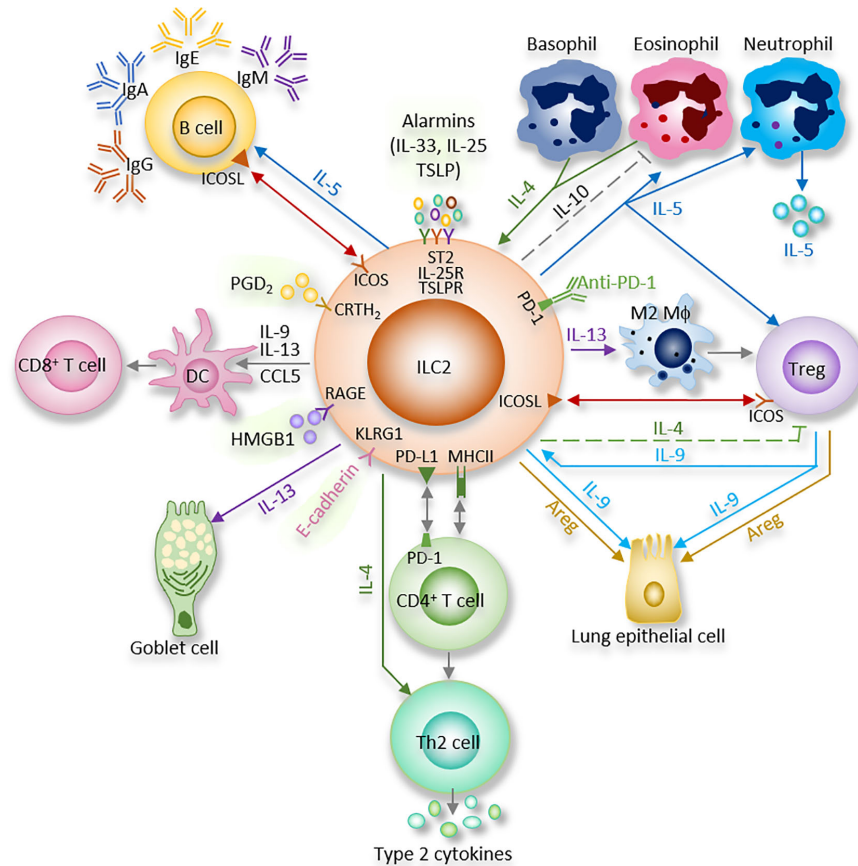 IgE
IgA
IgM
IgG
B cell
ICOSL
IL-5
Alarmins
(IL-33, IL-25
TSLP)
Basophil
Eosinophil
Neutrophil
IL-4
IL-10
IL-5
IL-5
ICOS
ST2
IL-25R
TSLPR
PGD₂
CRTH₂
PD-1
Anti-PD-1
CD8⁺ T cell
DC
IL-9
IL-13
CCL5
ILC2
IL-13
M2 Mϕ
Treg
RAGE
HMGB1
KLRG1
E-cadherin
PD-L1
MHCII
ICOSL
ICOS
IL-4
IL-9
IL-13
Goblet cell
IL-4
PD-1
CD4⁺ T cell
IL-9
Areg
IL-9
Areg
Lung epithelial cell
Th2 cell
Type 2 cytokines